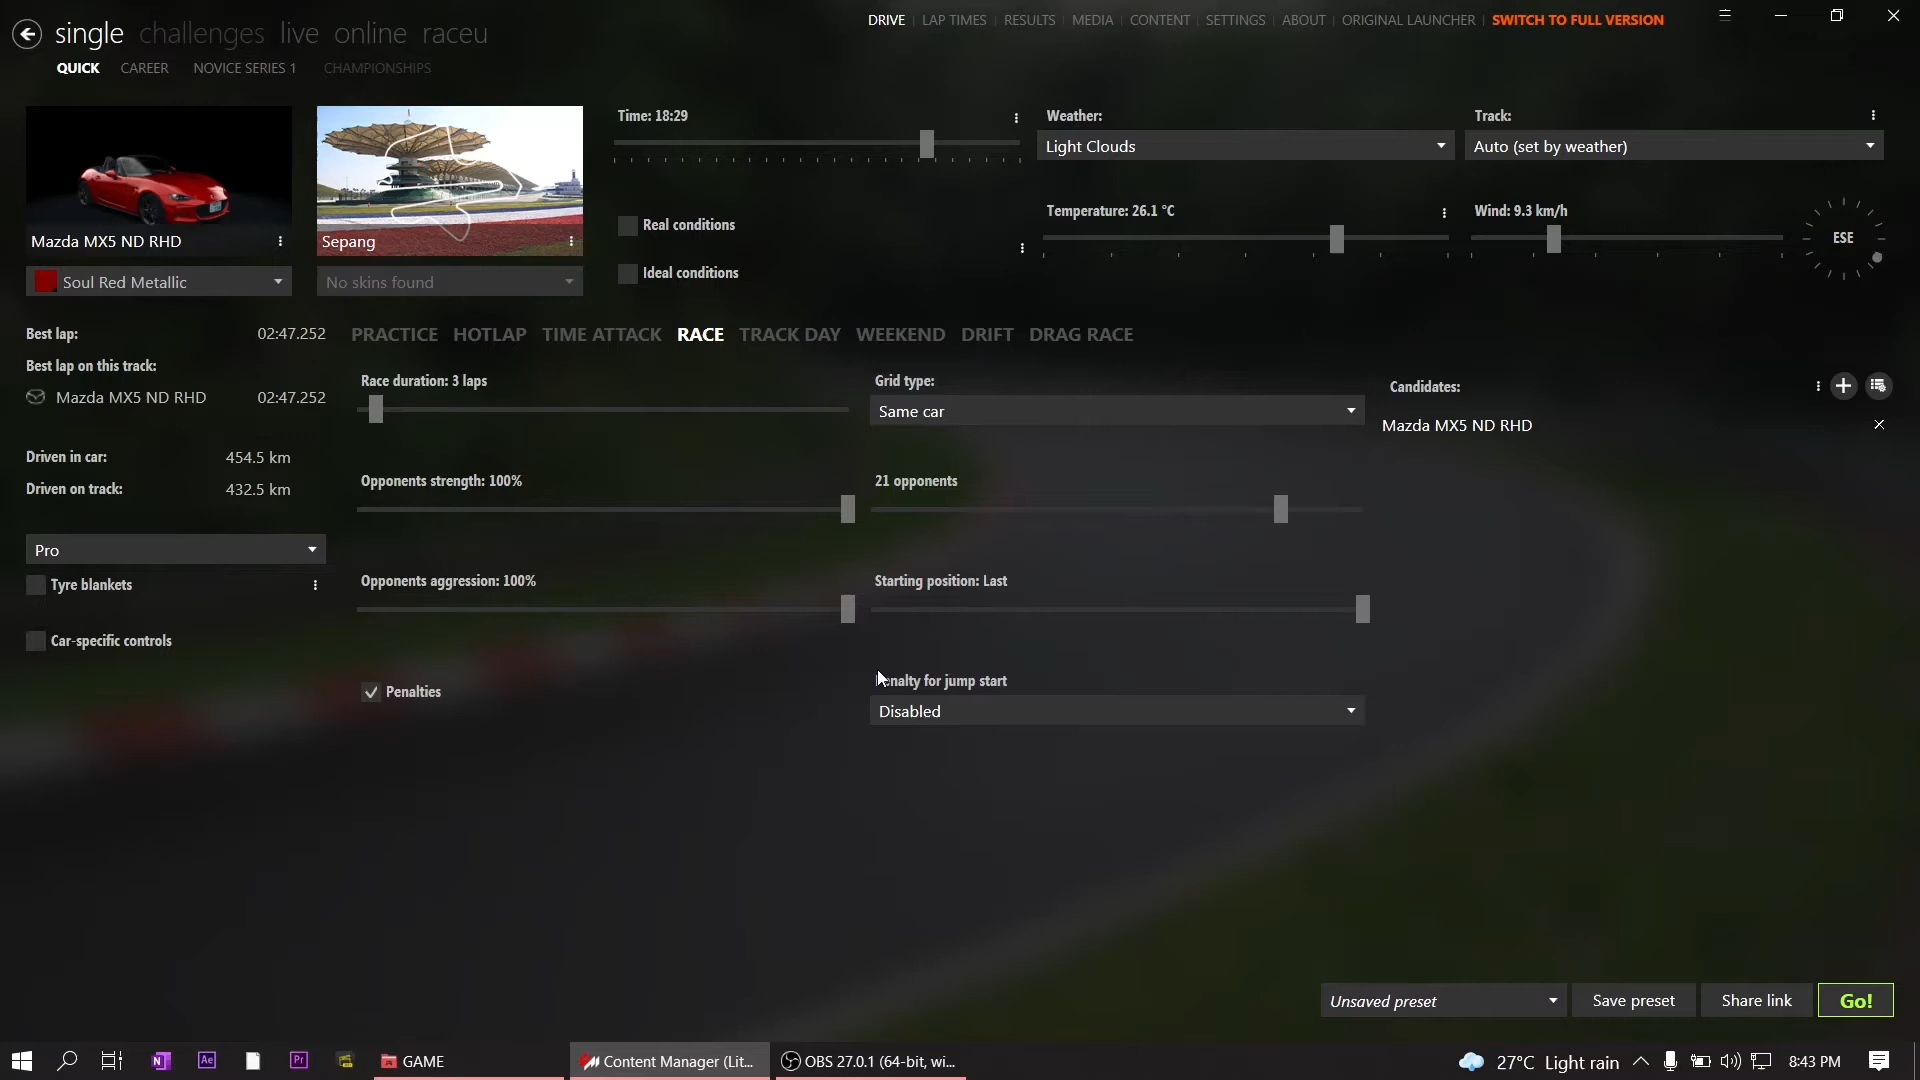 single challenges live online raceu
DRIVE LAP TIMES RESULTS MEDIA CONTENT SETTINGS ABOUT ORIGINAL LAUNCHER SWITCH TO FULL VERSION
QUICK CAREER NOVICE SERIES 1 CHAMPIONSHIPS
Mazda MX5 ND RHD
Sepang
Soul Red Metallic
No skins found
Time: 18:29
Weather:
Light Clouds
Track:
Auto (set by weather)
Real conditions
Ideal conditions
Temperature: 26.1 °C
Wind: 9.3 km/h
ESE
Best lap: 02:47.252
Best lap on this track:
Mazda MX5 ND RHD 02:47.252
Driven in car: 454.5 km
Driven on track: 432.5 km
Pro
Tyre blankets
Car-specific controls
PRACTICE HOTLAP TIME ATTACK RACE TRACK DAY WEEKEND DRIFT DRAG RACE
Race duration: 3 laps
Grid type:
Same car
Candidates:
Mazda MX5 ND RHD
Opponents strength: 100%
21 opponents
Opponents aggression: 100%
Starting position: Last
Penalties
Penalty for jump start
Disabled
Unsaved preset
Save preset
Share link
Go!
N
Ae
Pr
GAME
Content Manager (Lit...
OBS 27.0.1 (64-bit, wi...
27°C Light rain
8:43 PM